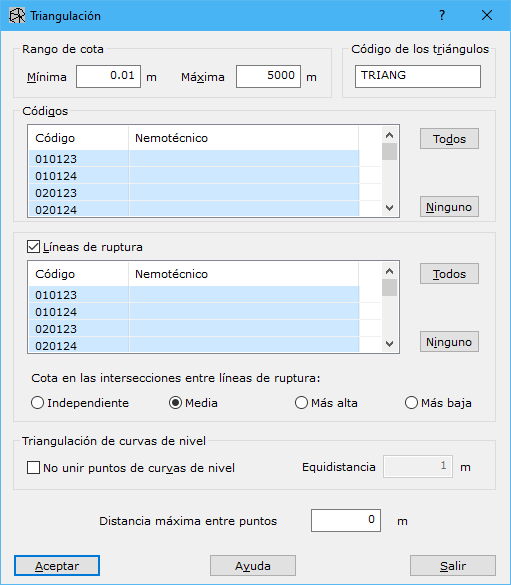 Triangulación
Rango de cota
Código de los triángulos
Mínima 0.01 m Máxima 5000 m
TRIANG
Códigos
Código Nemotécnico
010123
010124
020123
020124
Todos
Ninguno
Líneas de ruptura
Código Nemotécnico
010123
010124
020123
020124
Todos
Ninguno
Cota en las intersecciones entre líneas de ruptura:
Independiente Media Más alta Más baja
Triangulación de curvas de nivel
No unir puntos de curvas de nivel Equidistancia 1 m
Distancia máxima entre puntos 0 m
Aceptar Ayuda Salir